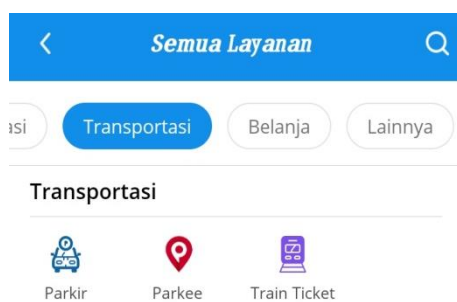 Semua Layanan
asi Transportasi Belanja Lainnya
Transportasi
Parkir Parkee Train Ticket